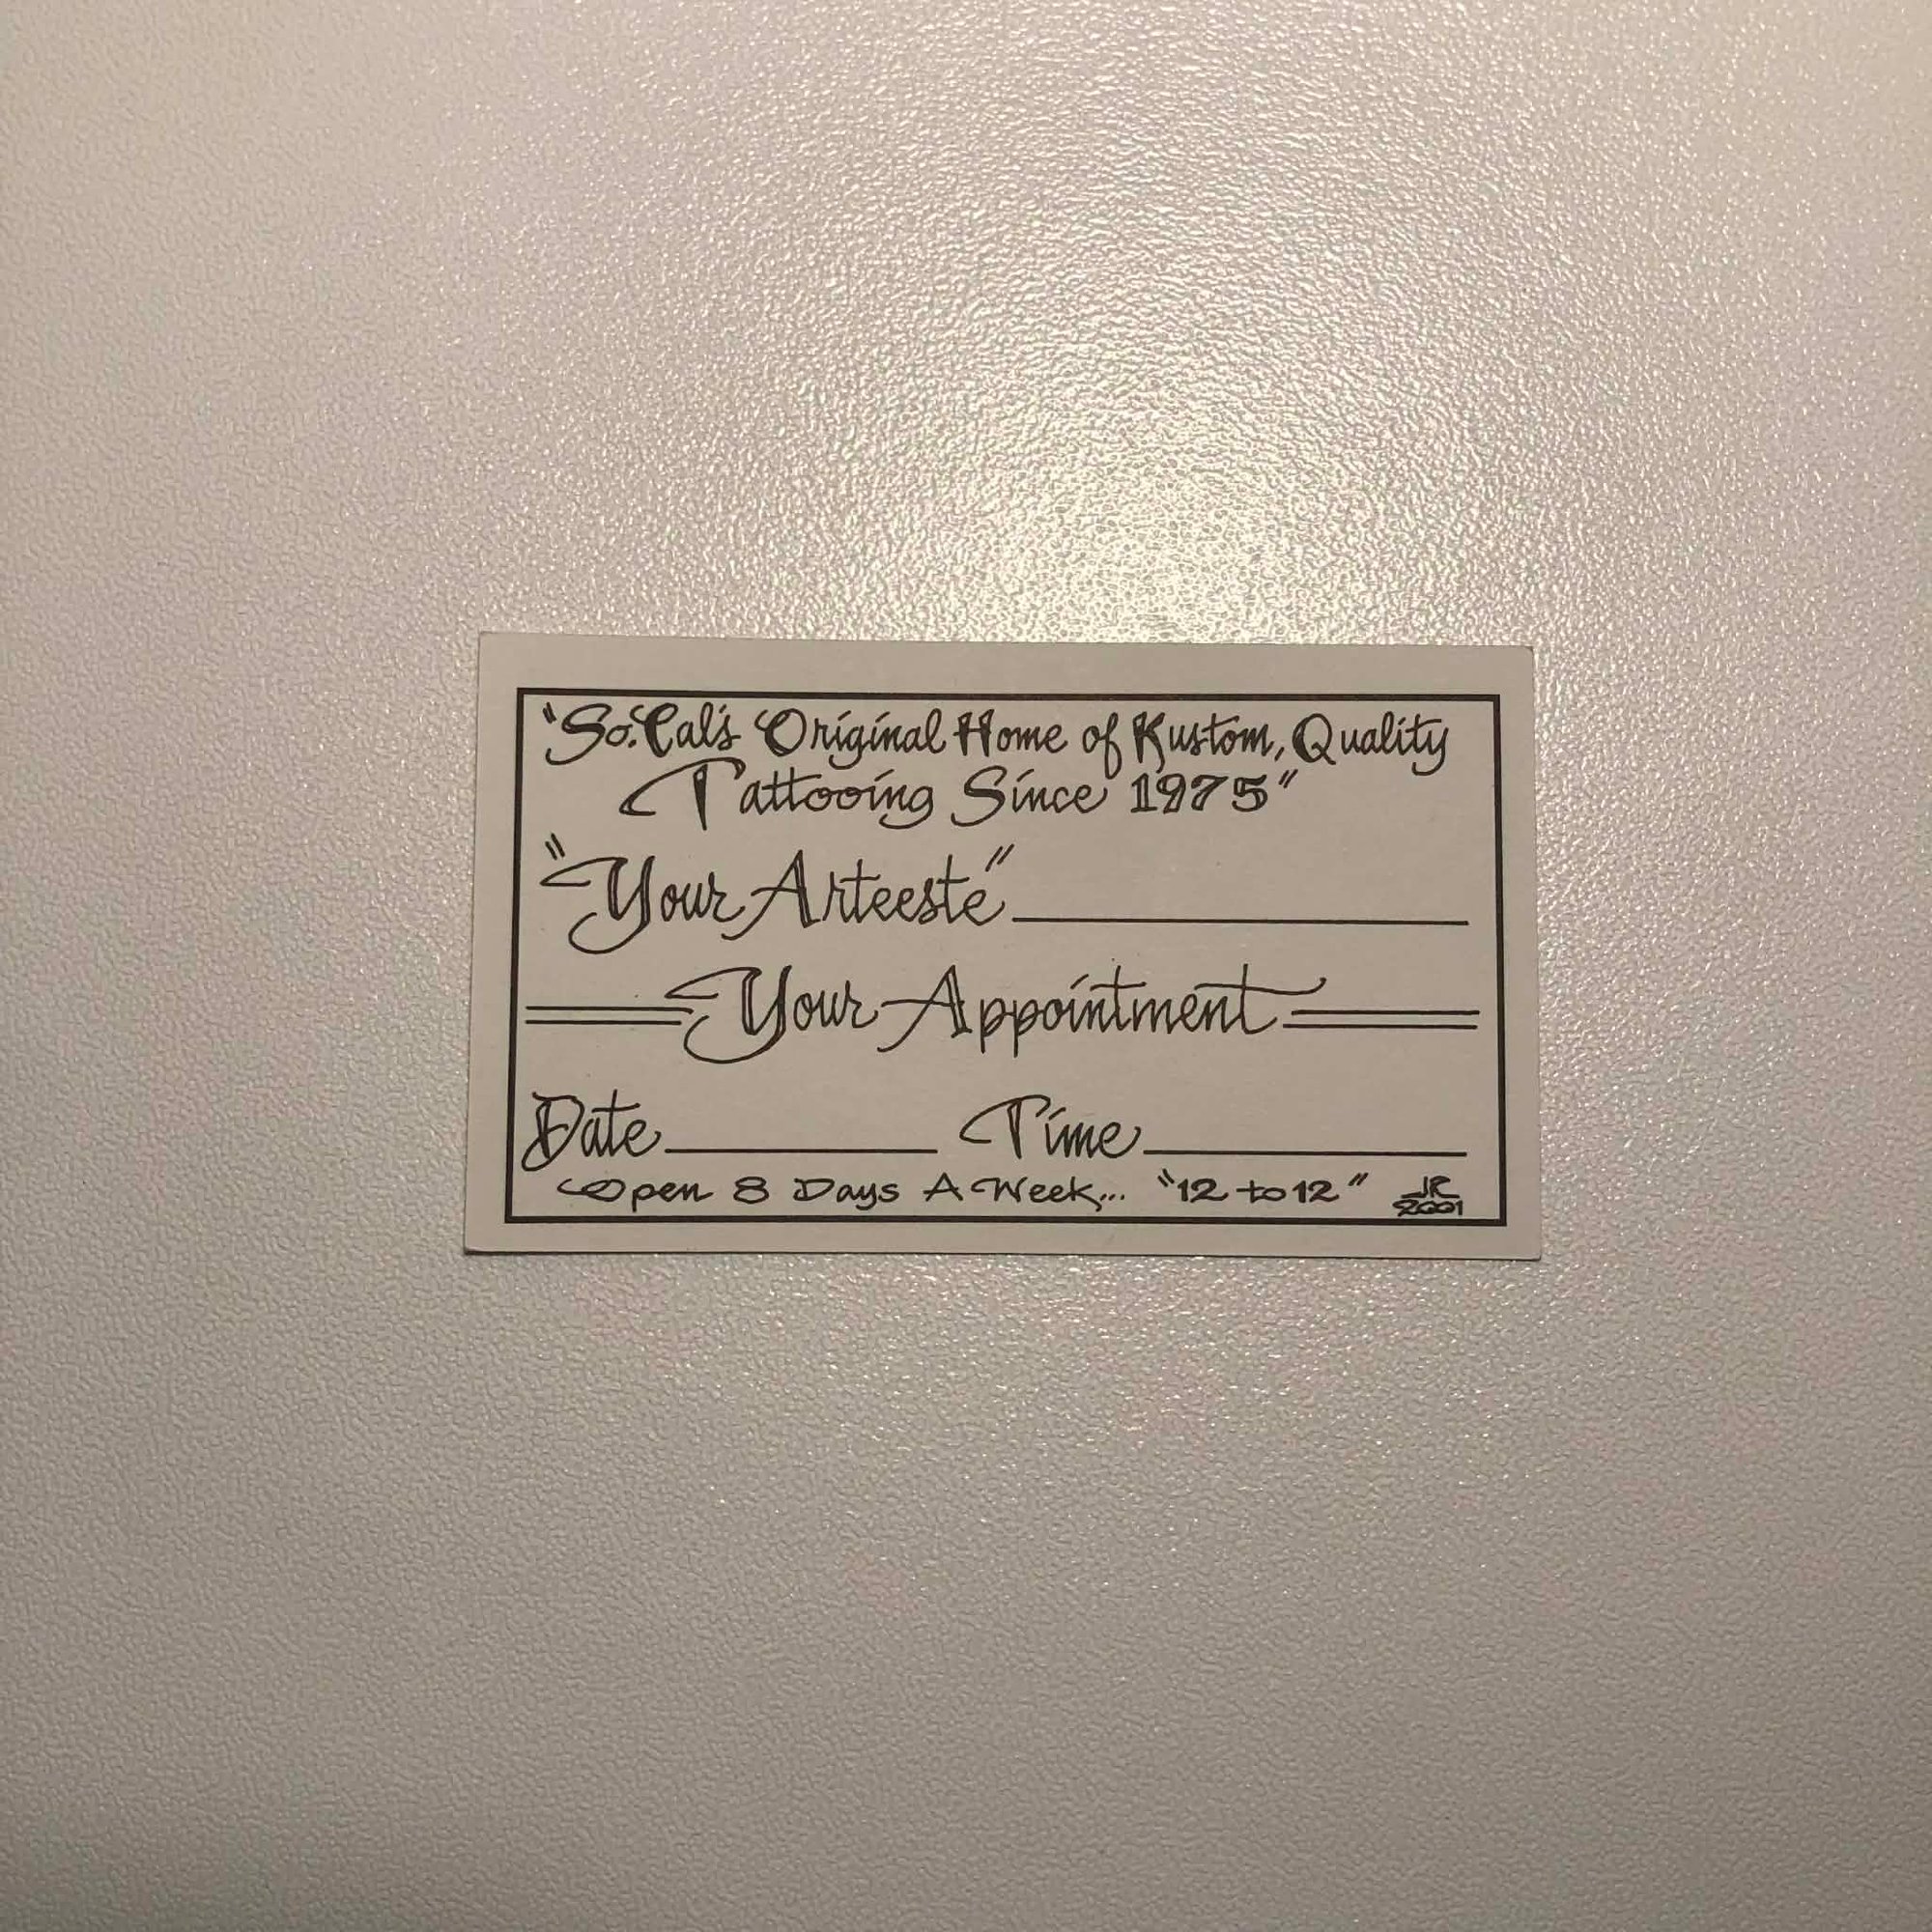 "So. Cal's Original Home of Kustom, Quality
Tattooing Since 1975"
"Your Arteeste"
Your Appointment
Date Time
Open 8 Days A Week... "12 to 12" JR
2001